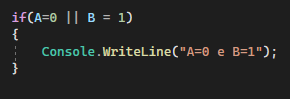 if(A=0 || B = 1)
{
Console.WriteLine("A=0 e B=1");
}